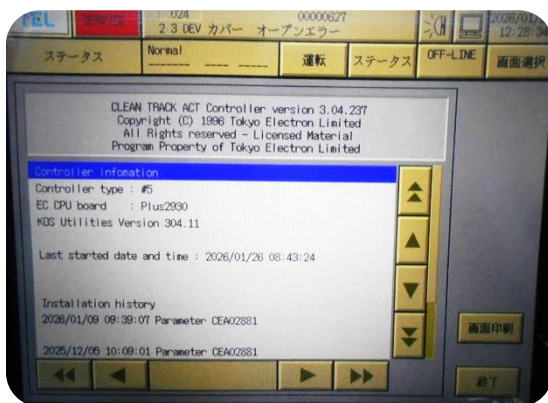 TEL
SERVICE
024
00000627
2 3 DEV カバー オープンエラー
12:28:34
ステータス
Normal
運転
ステータス
OFF-LINE
画面選択
CLEAN TRACK ACT Controller version 3.04.237
Copyright (C) 1996 Tokyo Electron Limited
All Rights reserved - Licensed Material
Program Property of Tokyo Electron Limited
Controller infomation
Controller type : #5
EC CPU board : Plus2930
KDS Utilities Version 304.11
Last started date and time : 2026/01/26 08:43:24
Installation history
2026/01/09 09:39:07 Parameter CEA02881
2025/12/05 10:09:01 Parameter CEA02881
画面印刷
終了